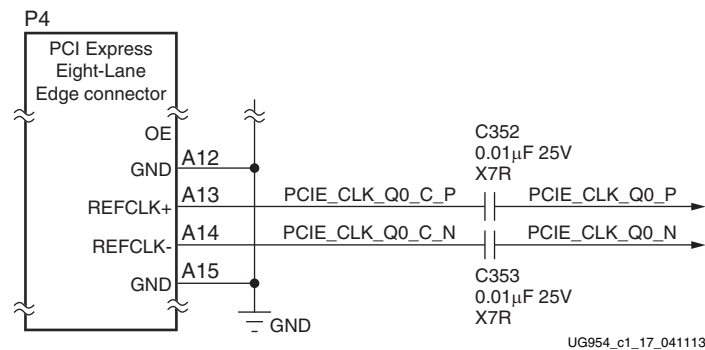 P4
PCI Express
Eight-Lane
Edge connector
OE
GND A12
REFCLK+ A13 PCIE_CLK_Q0_C_P PCIE_CLK_Q0_P
REFCLK- A14 PCIE_CLK_Q0_C_N PCIE_CLK_Q0_N
GND A15
C352
0.01μF 25V
X7R
C353
0.01μF 25V
X7R
GND
UG954_c1_17_041113